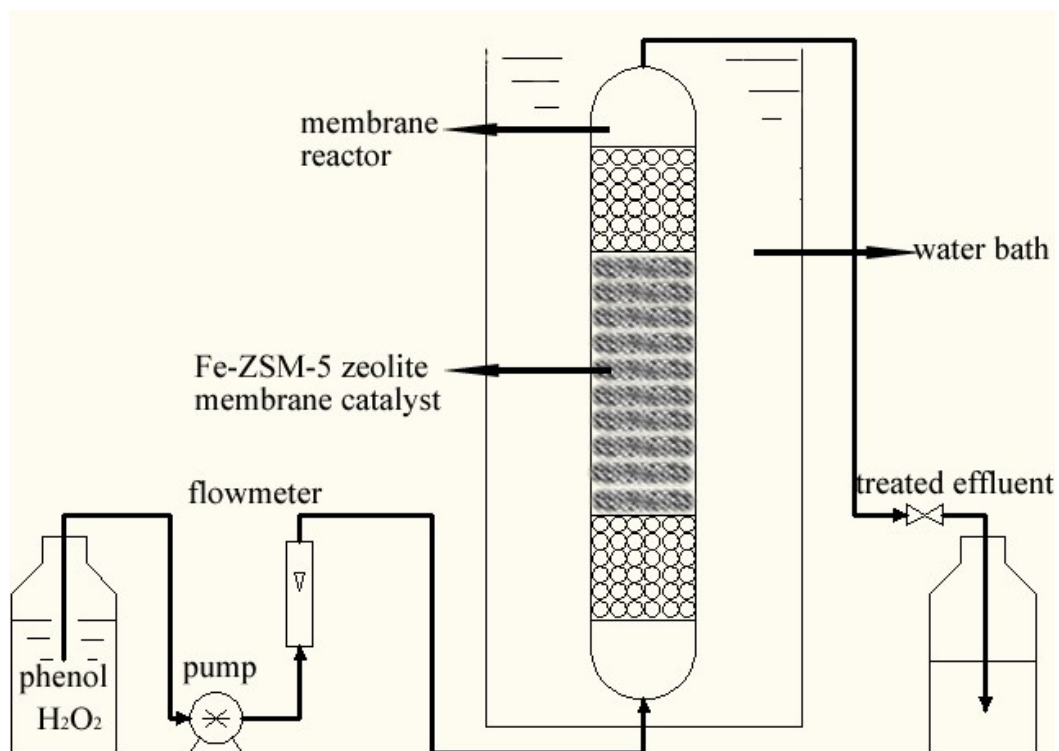 membrane
reactor
water bath
Fe-ZSM-5 zeolite
membrane catalyst
flowmeter
treated effluent
pump
phenol
H₂O₂